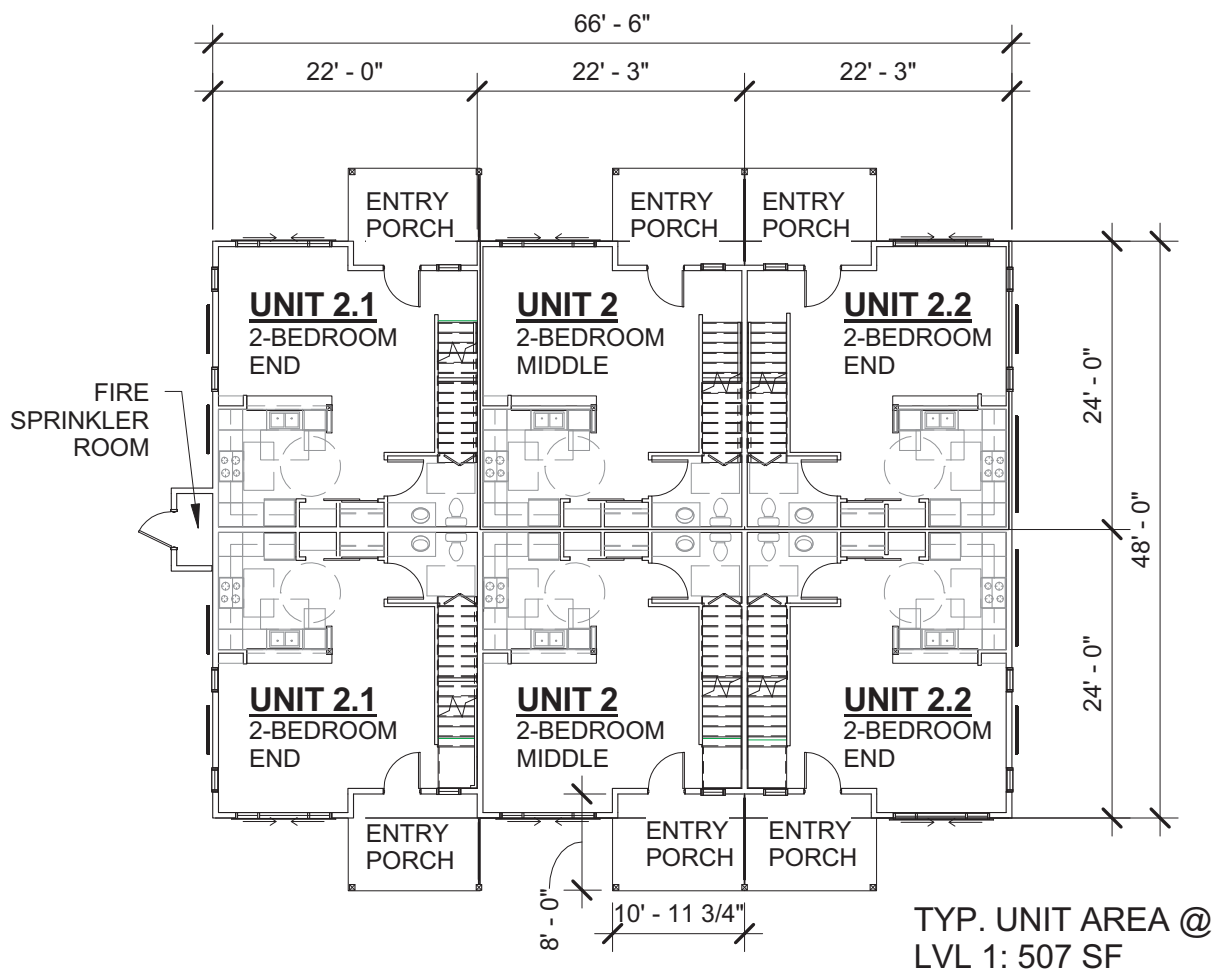 66' - 6"
22' - 0"
22' - 3"
22' - 3"
ENTRY
PORCH
ENTRY
PORCH
ENTRY
PORCH
UNIT 2.1
2-BEDROOM
END
UNIT 2
2-BEDROOM
MIDDLE
UNIT 2.2
2-BEDROOM
END
FIRE
SPRINKLER
ROOM
24' - 0"
48' - 0"
24' - 0"
UNIT 2.1
2-BEDROOM
END
UNIT 2
2-BEDROOM
MIDDLE
UNIT 2.2
2-BEDROOM
END
ENTRY
PORCH
ENTRY
PORCH
ENTRY
PORCH
8' - 0"
10' - 11 3/4"
TYP. UNIT AREA @
LVL 1: 507 SF